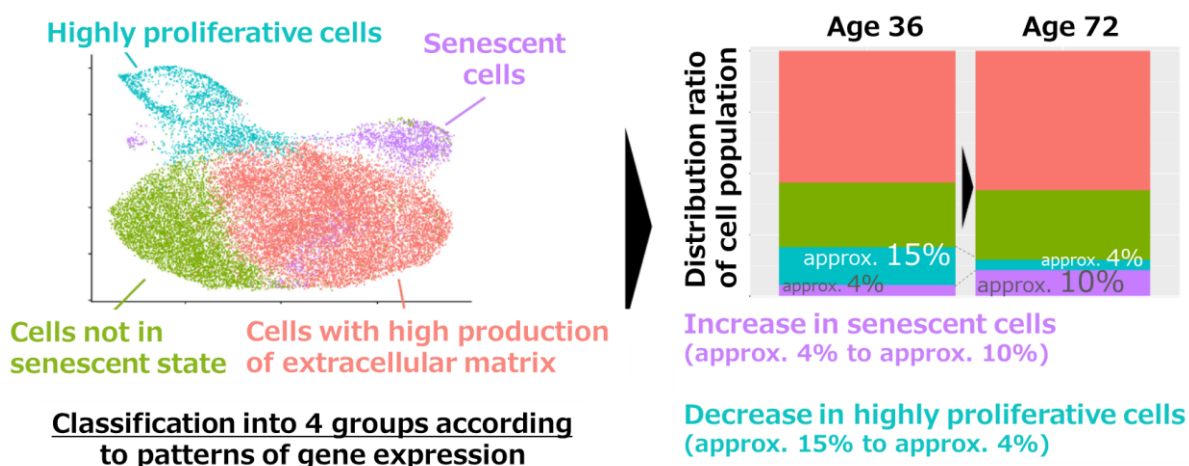 Highly proliferative cells
Senescent
cells
Cells not in
senescent state
Cells with high production
of extracellular matrix
Classification into 4 groups according
to patterns of gene expression
Age 36
Age 72
Distribution ratio
of cell population
approx. 15%
approx. 4%
approx. 4%
approx. 10%
Increase in senescent cells
(approx. 4% to approx. 10%)
Decrease in highly proliferative cells
(approx. 15% to approx. 4%)